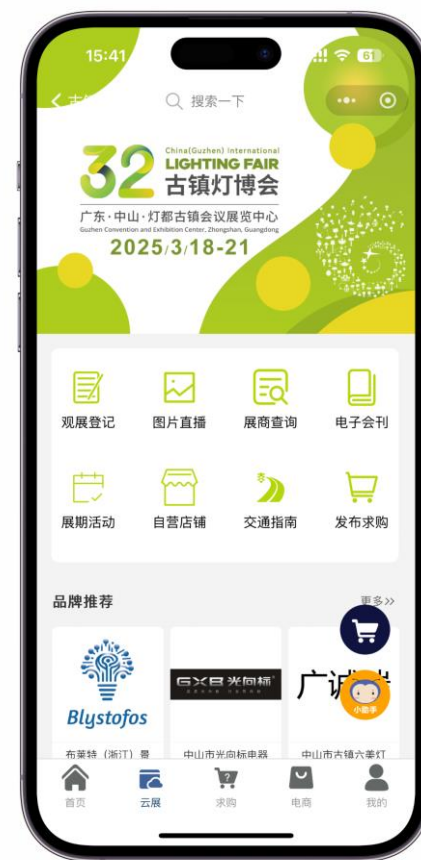 15:41
61
搜索一下
32
China(Guzhen) International
LIGHTING FAIR
古镇灯博会
广东·中山·灯都古镇会议展览中心
Guzhen Convention and Exhibition Center, Zhongshan, Guangdong
2025/3/18-21
观展登记 图片直播 展商查询 电子会刊
展期活动 自营店铺 交通指南 发布求购
品牌推荐 更多>>
Blystofos
GXB 光向标
广诚
小助手
布莱特（浙江）景 中山市光向标电器 中山市古镇六美灯
首页 云展 求购 电商 我的